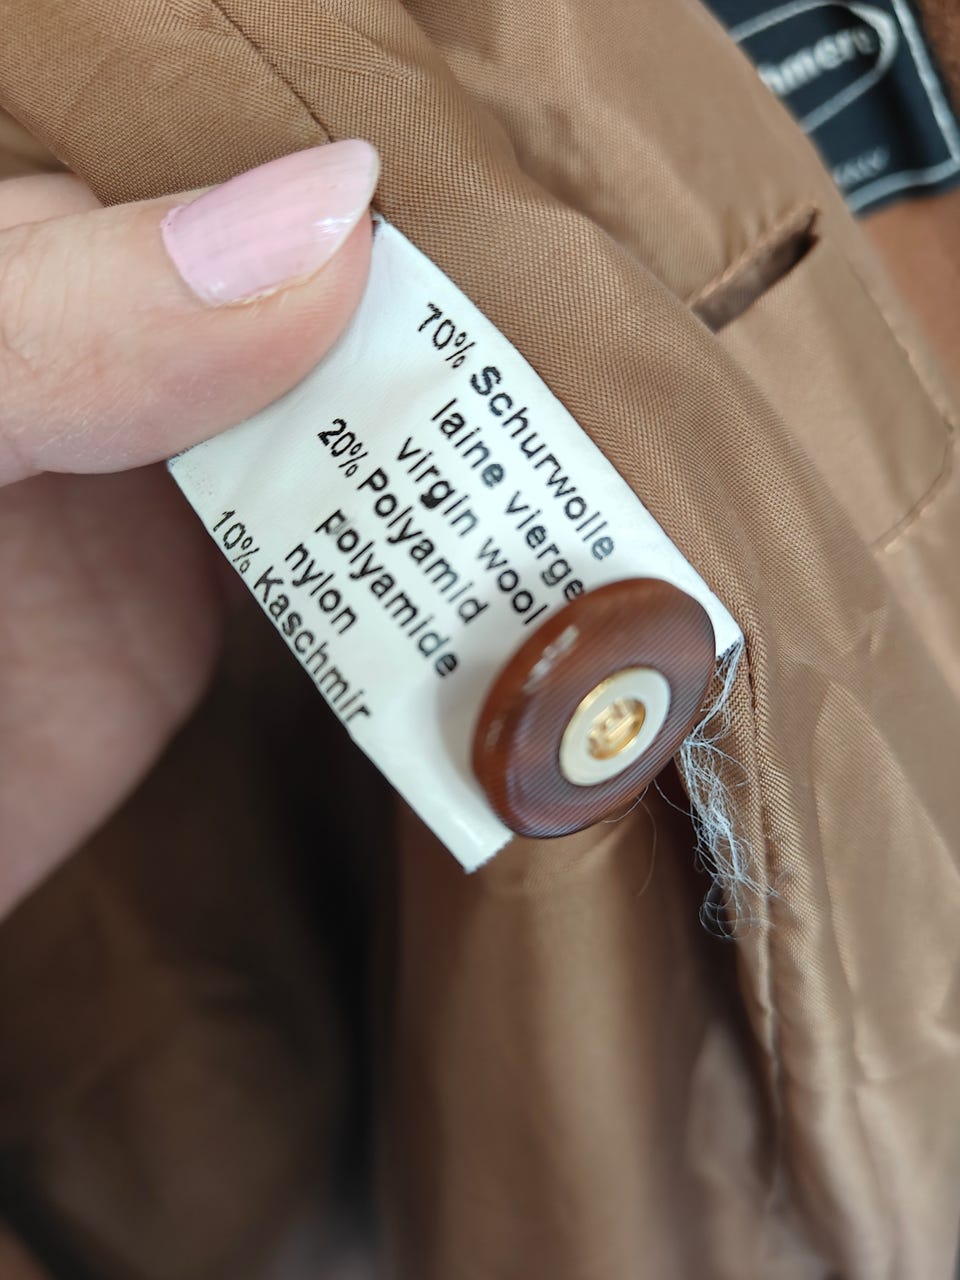 70% Schurwolle
laine vierge
virgin wool
20% Polyamid
polyamide
nylon
10% Kaschmir